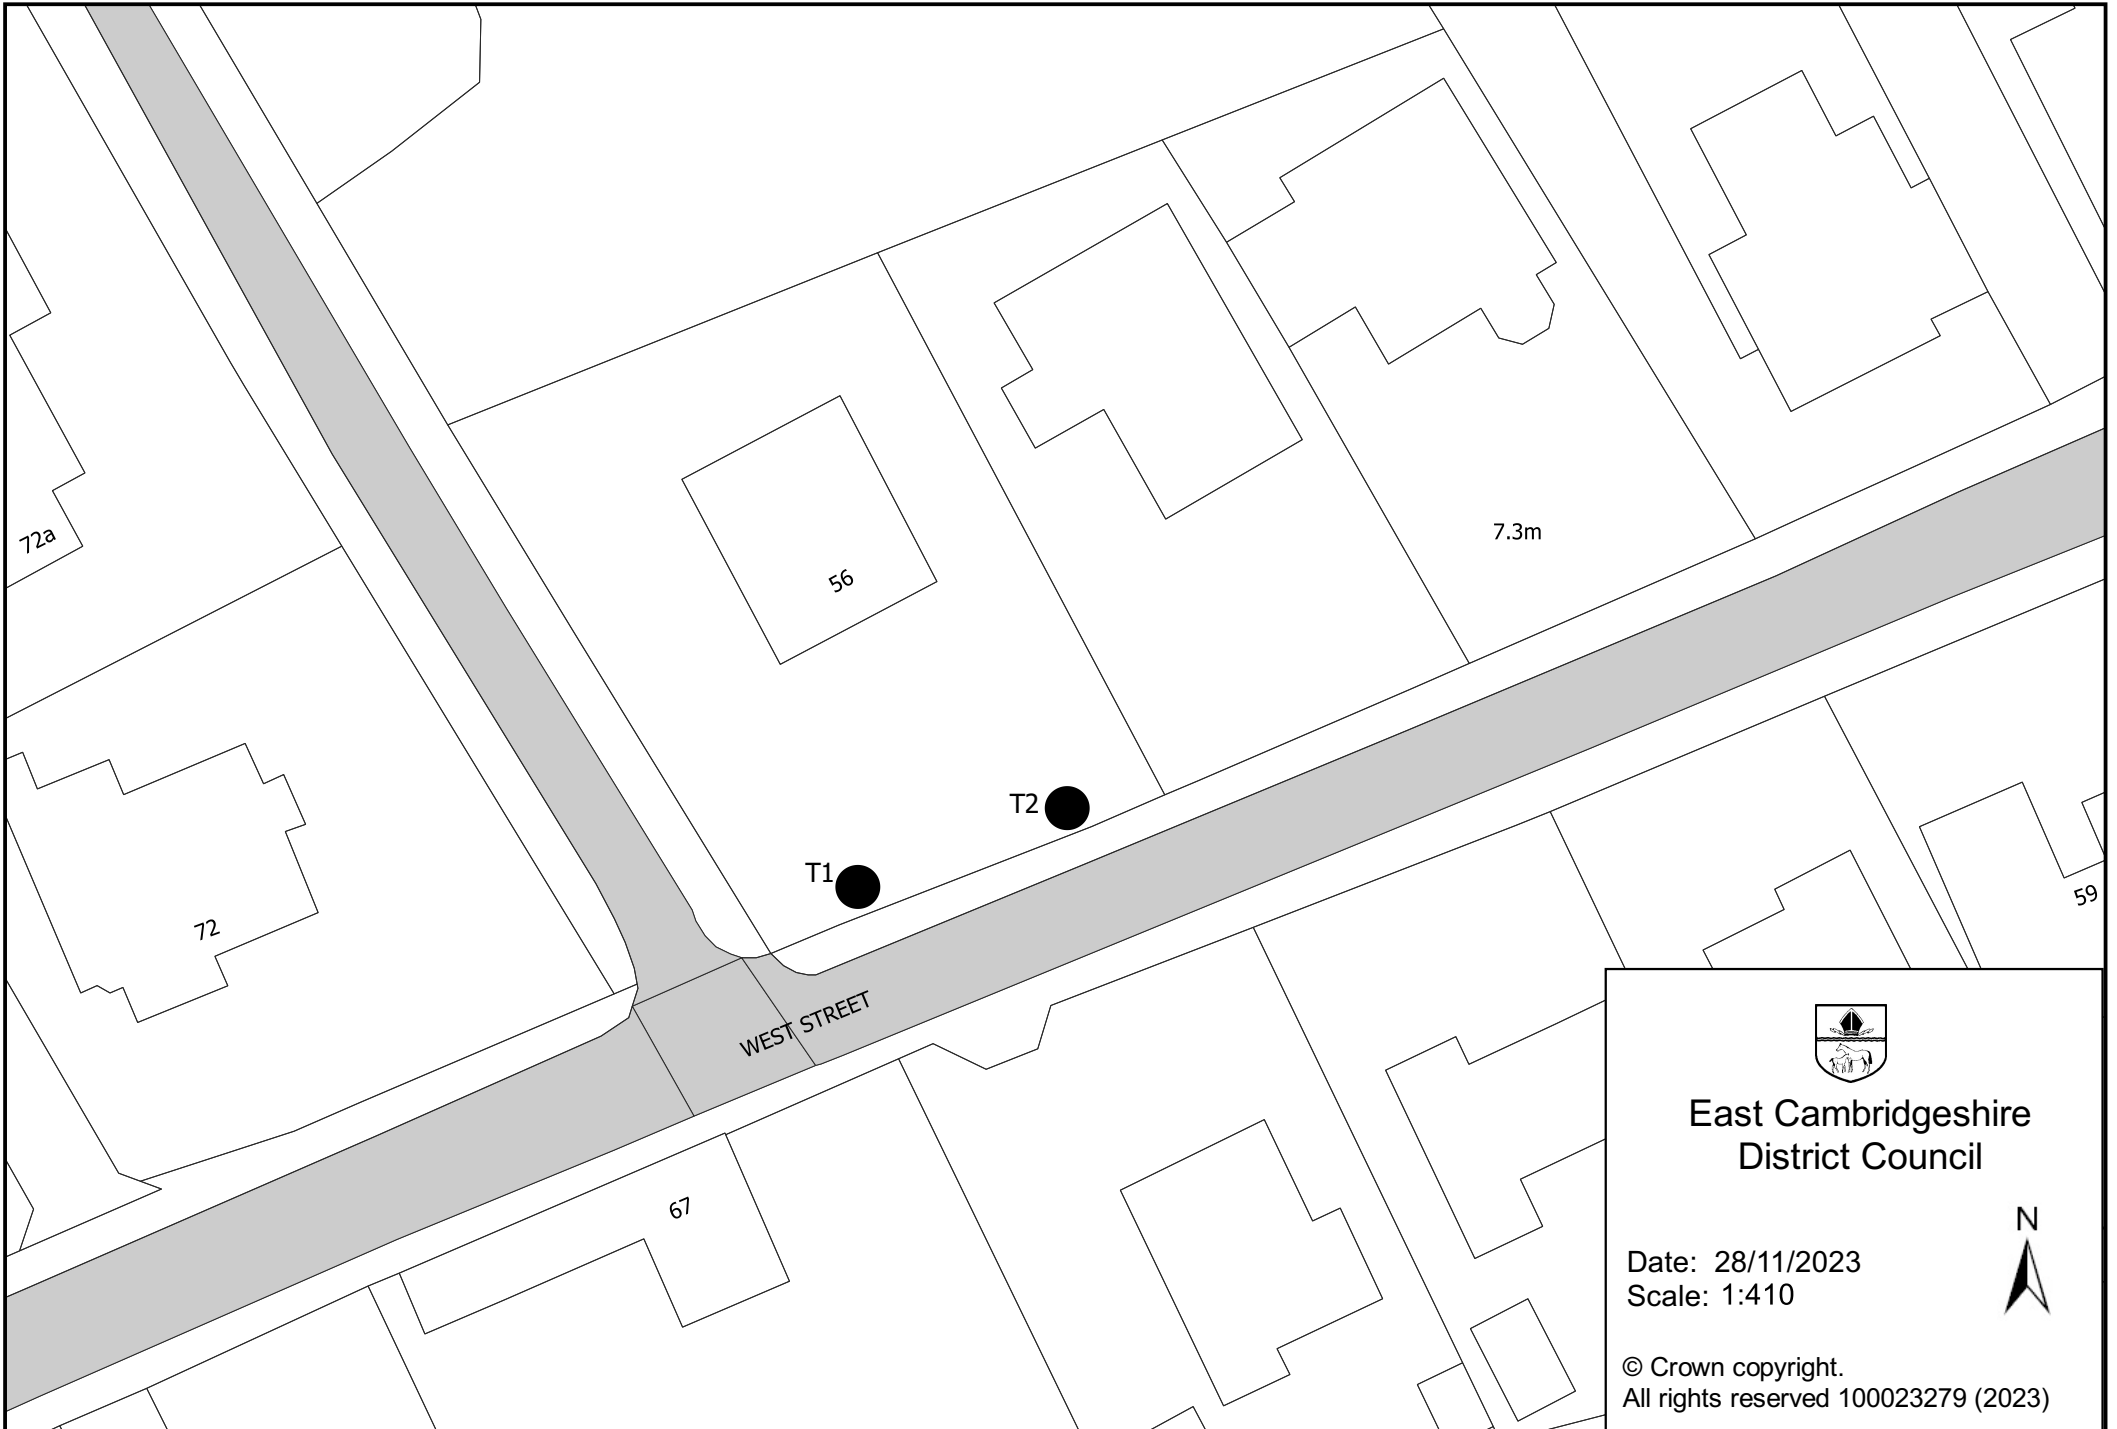 72a
56
7.3m
T2
T1
72
59
WEST STREET
67
East Cambridgeshire
District Council
N
Date: 28/11/2023
Scale: 1:410
© Crown copyright.
All rights reserved 100023279 (2023)